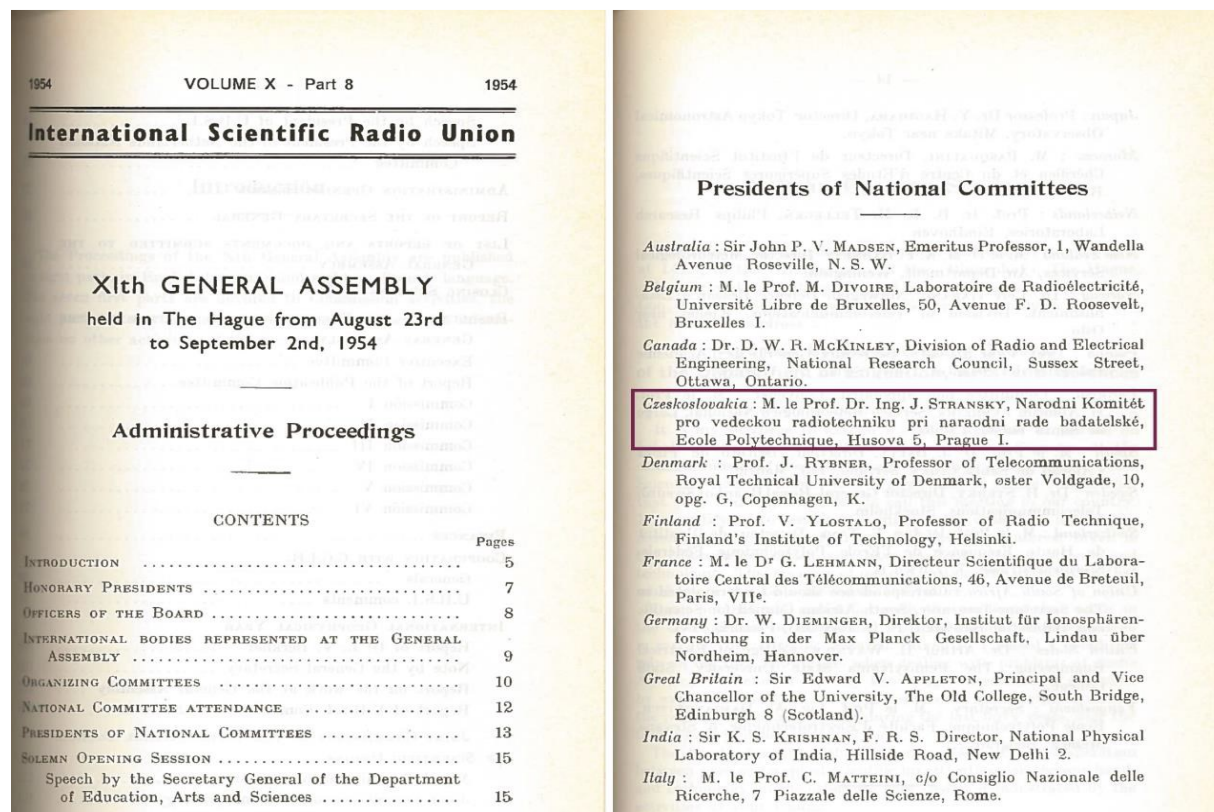 1954 VOLUME X - Part 8 1954
International Scientific Radio Union
XIth GENERAL ASSEMBLY
held in The Hague from August 23rd
to September 2nd, 1954
Administrative Proceedings
CONTENTS
Pages
INTRODUCTION .......... 5
HONORARY PRESIDENTS .......... 7
OFFICERS OF THE BOARD .......... 8
INTERNATIONAL BODIES REPRESENTED AT THE GENERAL
ASSEMBLY .......... 9
ORGANIZING COMMITTEES .......... 10
NATIONAL COMMITTEE ATTENDANCE .......... 12
PRESIDENTS OF NATIONAL COMMITTEES .......... 13
SOLEMN OPENING SESSION .......... 15
Speech by the Secretary General of the Department
of Education, Arts and Sciences .......... 15
Presidents of National Committees
Australia : Sir John P. V. MADSEN, Emeritus Professor, 1, Wandella
Avenue Roseville, N. S. W.
Belgium : M. le Prof. M. DIVOIRE, Laboratoire de Radioélectricité,
Université Libre de Bruxelles, 50, Avenue F. D. Roosevelt,
Bruxelles I.
Canada : Dr. D. W. R. MCKINLEY, Division of Radio and Electrical
Engineering, National Research Council, Sussex Street,
Ottawa, Ontario.
Czeskoslovakia : M. le Prof. Dr. Ing. J. STRANSKY, Narodni Komitét
pro vedeckou radiotechniku pri naraodni rade badatelské,
Ecole Polytechnique, Husova 5, Prague I.
Denmark : Prof. J. RYBNER, Professor of Telecommunications,
Royal Technical University of Denmark, øster Voldgade, 10,
opg. G, Copenhagen, K.
Finland : Prof. V. YLOSTALO, Professor of Radio Technique,
Finland's Institute of Technology, Helsinki.
France : M. le Dr G. LEHMANN, Directeur Scientifique du Labora-
toire Central des Télécommunications, 46, Avenue de Breteuil,
Paris, VIIe.
Germany : Dr. W. DIEMINGER, Direktor, Institut für Ionosphären-
forschung in der Max Planck Gesellschaft, Lindau über
Nordheim, Hanover.
Great Britain : Sir Edward V. APPLETON, Principal and Vice
Chancellor of the University, The Old College, South Bridge,
Edinburgh 8 (Scotland).
India : Sir K. S. KRISHNAN, F. R. S. Director, National Physical
Laboratory of India, Hillside Road, New Delhi 2.
Italy : M. le Prof. C. MATTEINI, c/o Consiglio Nazionale delle
Ricerche, 7 Piazzale delle Scienze, Rome.